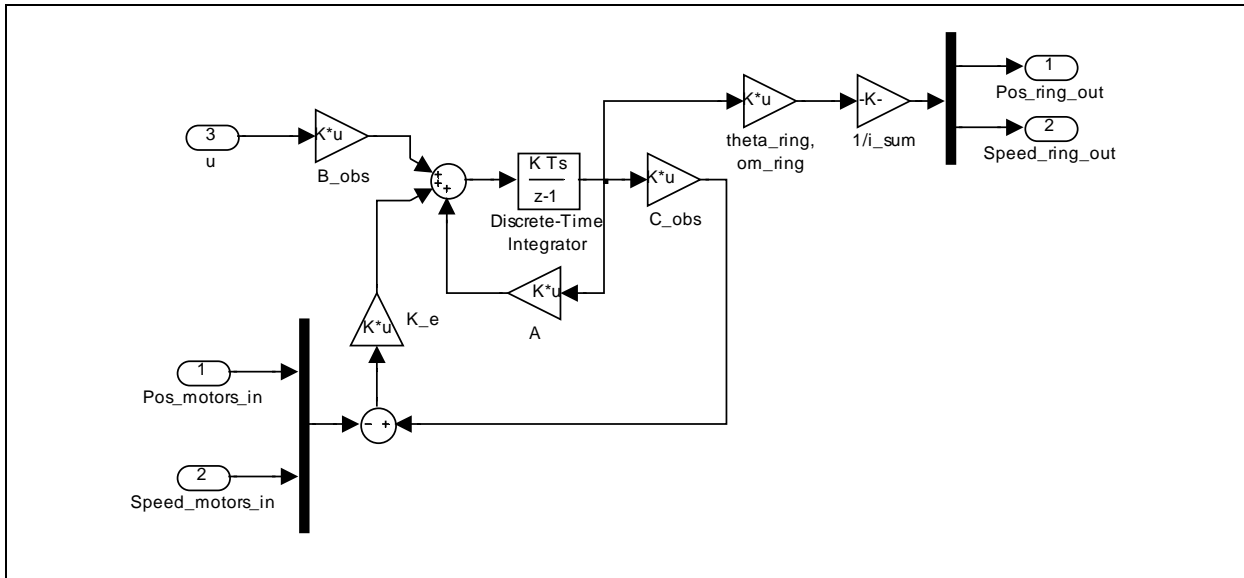 3
u
K*u
B_obs
+
+
+
K Ts
z-1
Discrete-Time
Integrator
K*u
theta_ring,
om_ring
-K-
1/i_sum
1
Pos_ring_out
2
Speed_ring_out
K*u
C_obs
K*u
A
K*u
K_e
1
Pos_motors_in
- +
2
Speed_motors_in